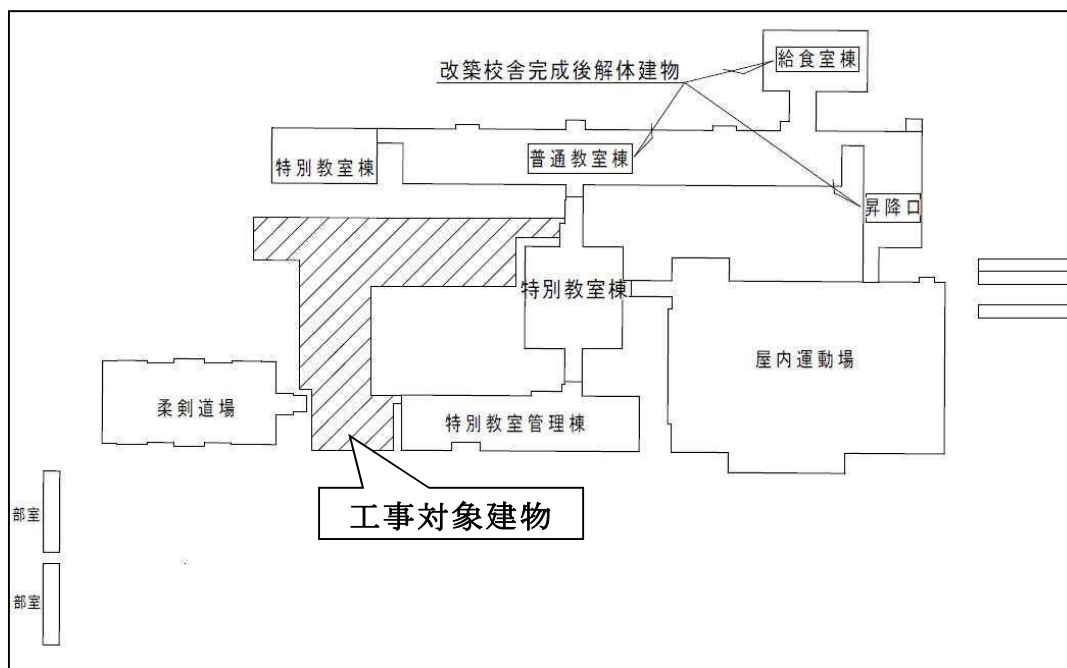 給食室棟
改築校舎完成後解体建物
普通教室棟
特別教室棟
昇降口
特別教室棟
屋内運動場
柔剣道場
特別教室管理棟
工事対象建物
部室
部室